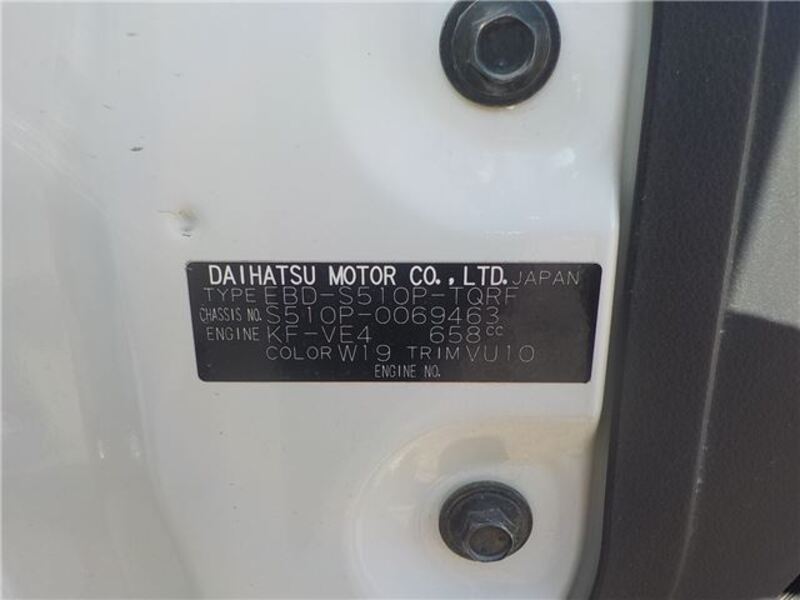 DAIHATSU MOTOR CO.,LTD. JAPAN
TYPE EBD-S510P-TQRF
CHASSIS NO. S510P-0069463
ENGINE KF-VE4 658cc
COLOR W19 TRIM VU10
ENGINE NO.